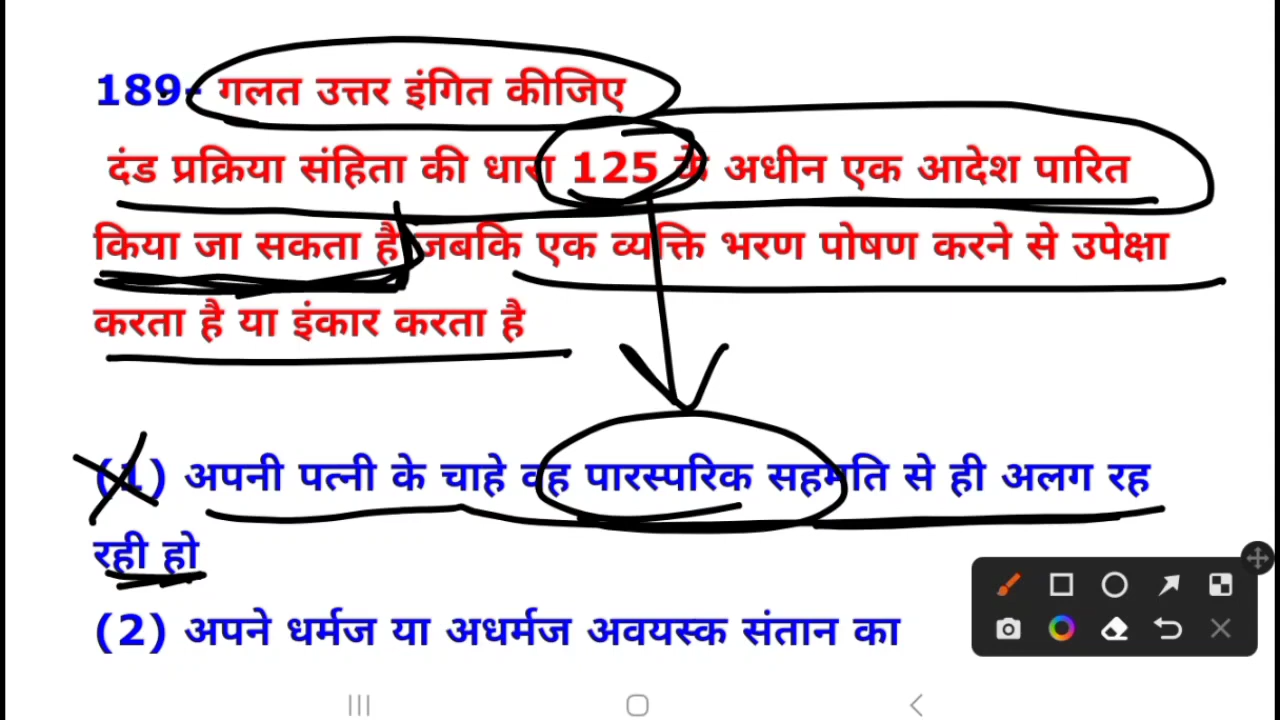 189- गलत उत्तर इंगित कीजिए
दंड प्रक्रिया संहिता की धारा 125 के अधीन एक आदेश पारित
किया जा सकता है जबकि एक व्यक्ति भरण पोषण करने से उपेक्षा
करता है या इंकार करता है
(1) अपनी पत्नी के चाहे वह पारस्परिक सहमति से ही अलग रह
रही हो
(2) अपने धर्मज या अधर्मज अवयस्क संतान का